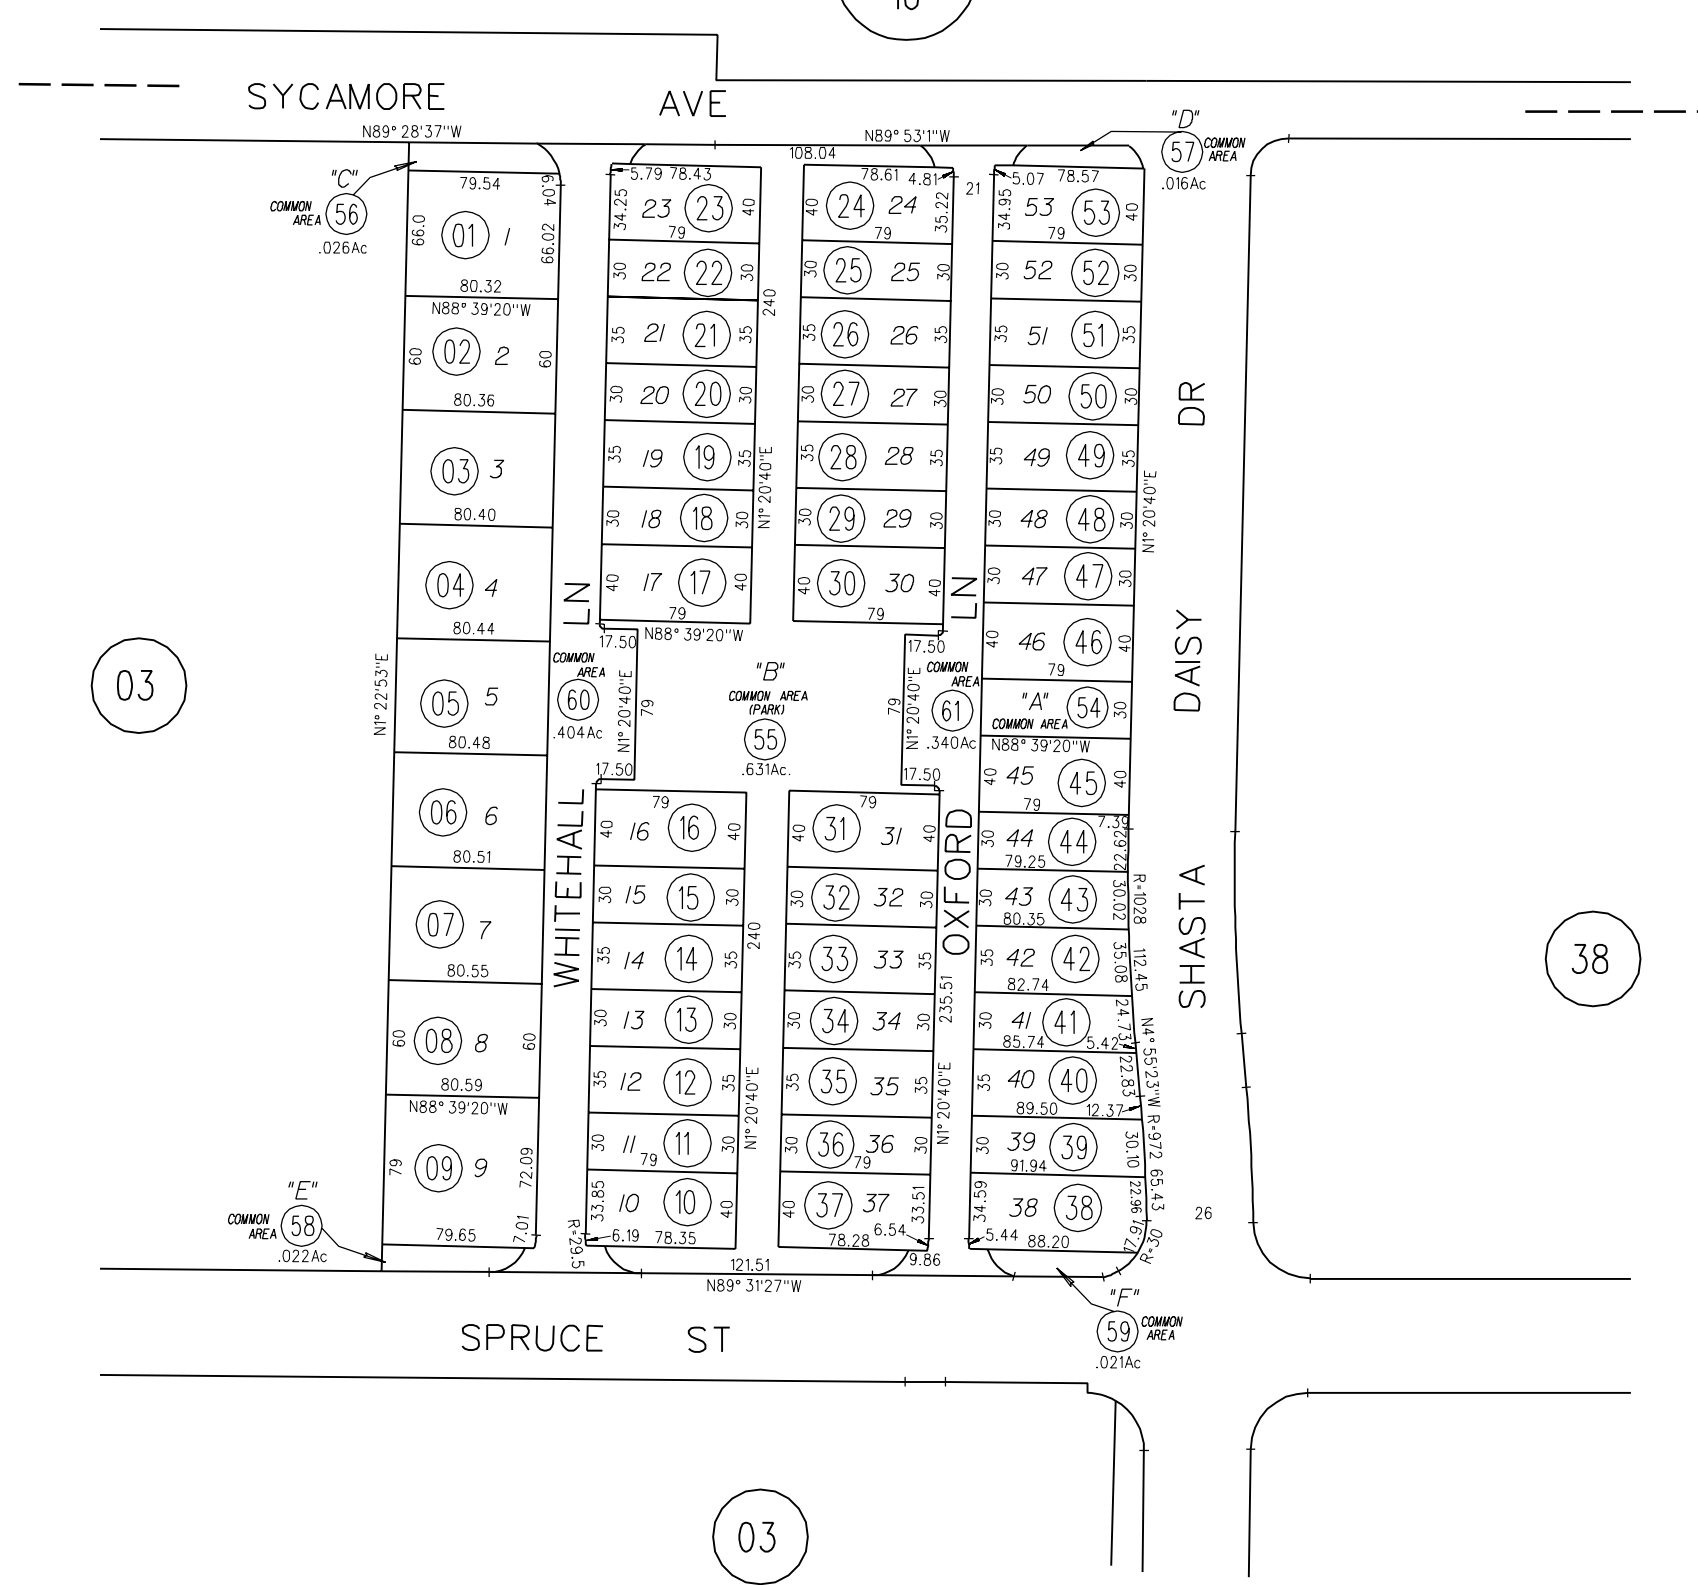 SYCAMORE AVE
N89° 28'37"W
N89° 53'1"W
108.04
"D"
57 COMMON AREA
.016Ac
"C"
COMMON AREA 56
.026Ac
79.54
6.04
66.0 01 1 20.99
80.32
N88° 39'20"W
60 02 2 60
80.36
03 3
80.40
04 4
80.44
N1° 22'53"E
05 5
80.48
06 6
80.51
07 7
80.55
60 08 8 60
80.59
N88° 39'20"W
79 09 9 72.09
79.65
7.01
"E"
COMMON AREA 58
.022Ac
5.79 78.43
34.25 23 23 40
79
30 22 22 30
240
35 21 21 35
30 20 20 30
35 19 19 35
N1° 20'40"E
30 18 18 30
40 17 17 40
79
N88° 39'20"W
17.50
78.61 4.81
40 24 24 35.22
79
30 25 25 30
35 26 26 35
30 27 27 30
35 28 28 35
30 29 29 30
40 30 30 40
79
17.50
21
5.07 78.57
34.95 53 53 40
79
30 52 52 30
35 51 51 35
30 50 50 30
35 49 49 35
N1° 20'40"E
30 48 48 30
30 47 47 30
40 46 46 40
79
"A" 54 30
COMMON AREA
N88° 39'20"W
COMMON AREA
60
.404Ac
N1° 20'40"E
79
17.50
"B"
COMMON AREA
(PARK)
55
.631Ac.
79
N1° 20'40"E
17.50
COMMON AREA
61
.340Ac
WHITEHALL LN
OXFORD LN
SHASTA DAISY DR
79
40 16 16 40
30 15 15 30
240
35 14 14 35
30 13 13 30
35 12 12 35
N1° 20'40"E
30 11 11 30
79
33.85 10 10 40
R=29.5
6.19 78.35
79
40 31 31 40
30 32 32 30
35 33 33 35
235.51
30 34 34 30
35 35 35 35
N1° 20'40"E
30 36 36 30
79
40 37 37 33.51
6.54
78.28
9.86
40 45 45 40
79
7.39
30 44 44 29.22
79.25
30 43 43 30.02
80.35
R=1028
112.45
35 42 42 35.08
82.74
30 41 41 24.73
85.74 5.42
N4° 55'23"W
35 40 40 22.83
89.50 12.37
R=972 65.43
30 39 39 30.10
91.94
34.59 38 38 22.96
5.44 88.20
R=30
26
121.51
N89° 31'27"W
"F"
59 COMMON AREA
.021Ac
SPRUCE ST
03
38
03